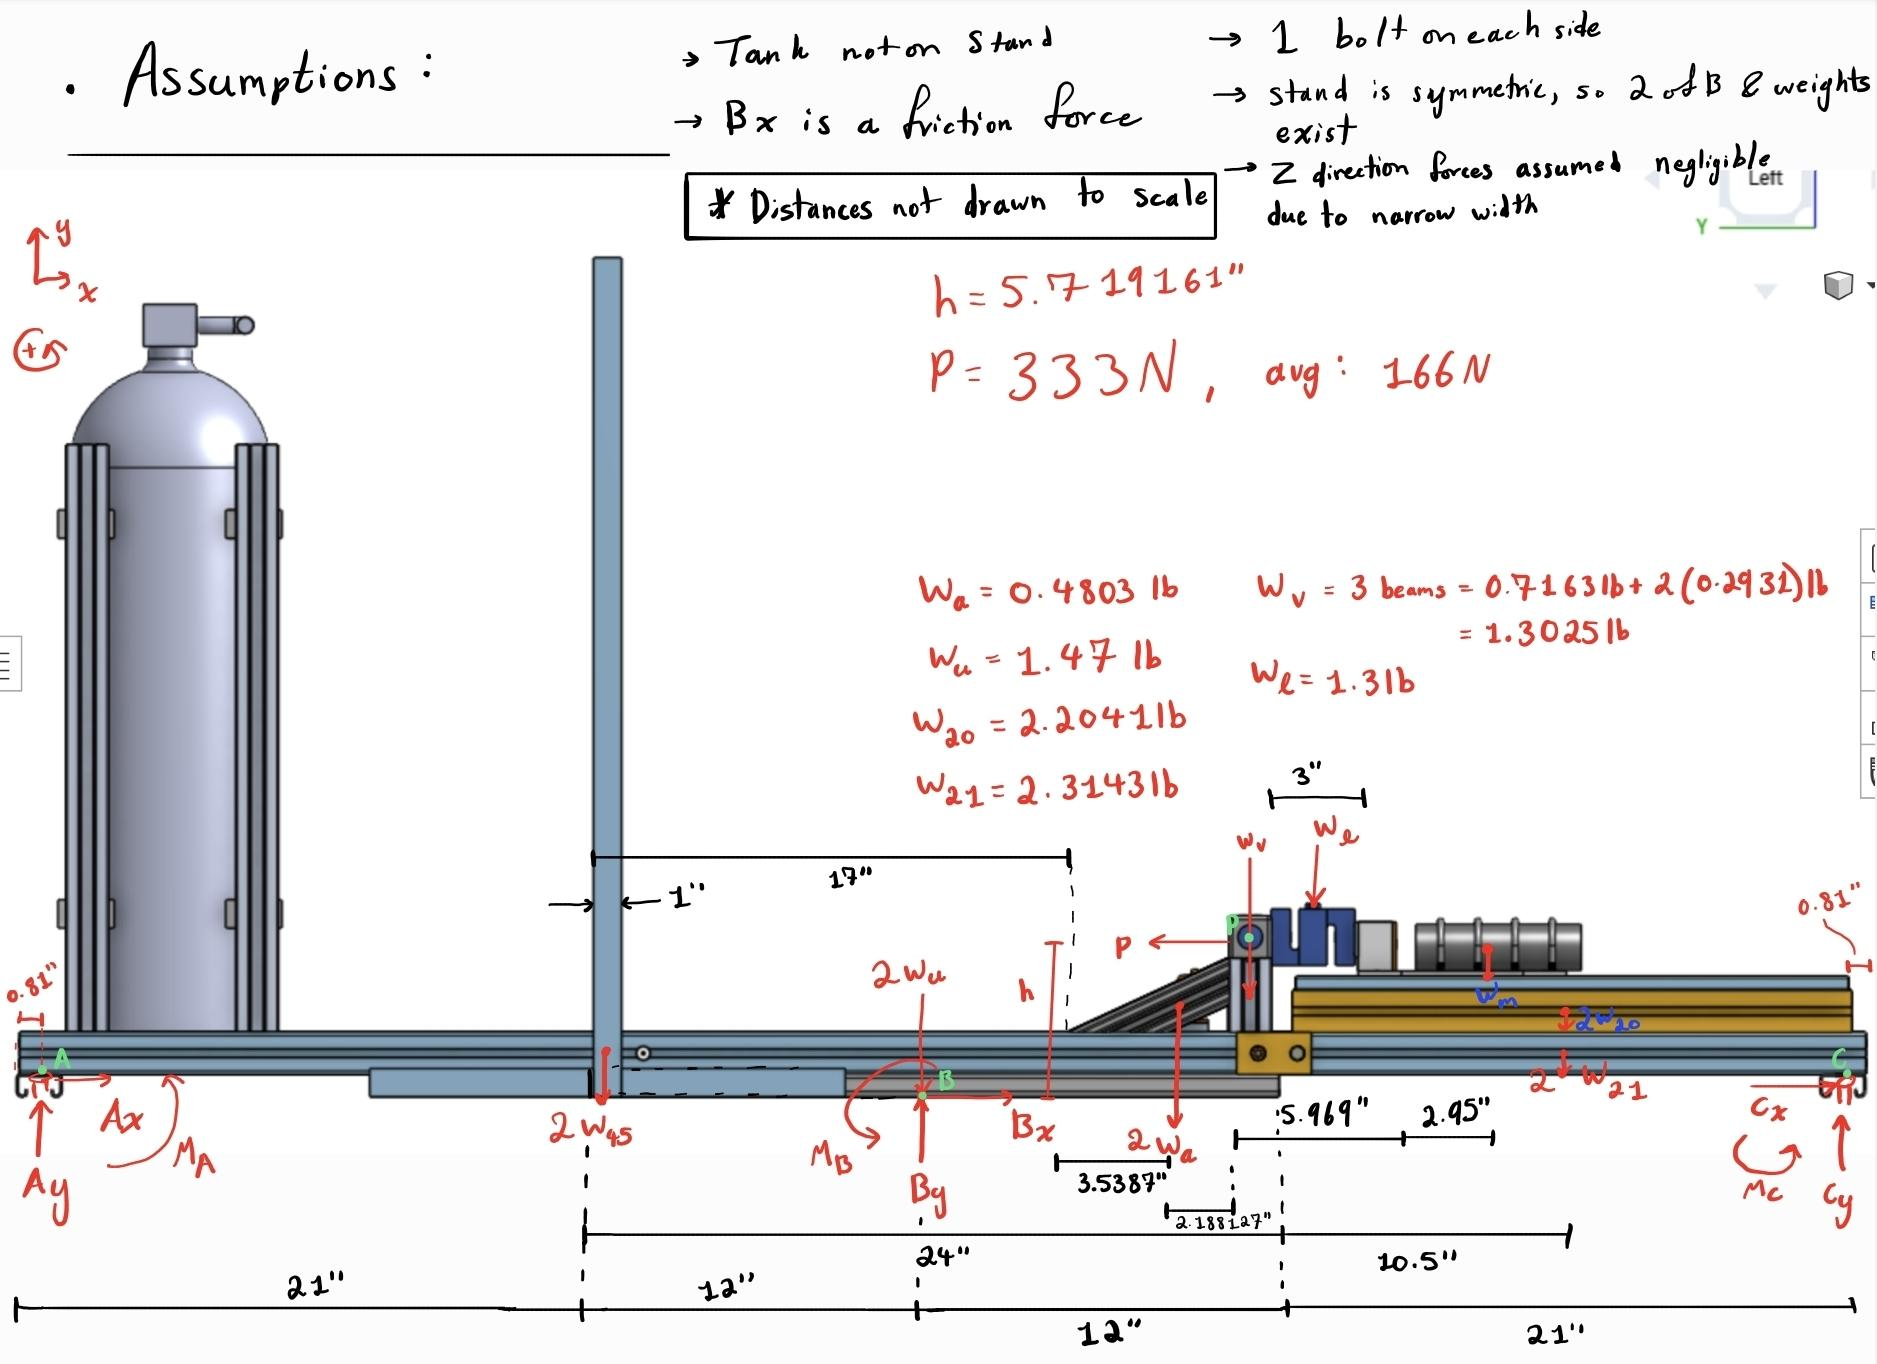 • Assumptions :
→ Tank not on Stand
→ Bx is a friction force
* Distances not drawn to scale
→ 1 bolt on each side
→ stand is symmetric, so 2 of B & weights
exist
→ Z direction forces assumed negligible
due to narrow width
Left
Y
y
x
+
h = 5.719161"
P = 333N, avg : 166N
Wa = 0.4803 lb
Wu = 1.47 lb
W20 = 2.2041lb
W21 = 2.3143lb
Wv = 3 beams = 0.7163lb + 2(0.2931)lb
= 1.3025lb
Wl = 1.3lb
3"
Wv
Wl
17"
1"
0.81"
0.81"
P
P
h
2Wu
Wm
2W20
A
B
C
Ax
MA
Ay
2W45
MB
Bx
By
2Wa
2 W21
Cx
Mc
Cy
5.969"
2.95"
3.5387"
2.188127"
24"
10.5"
21"
12"
12"
21"